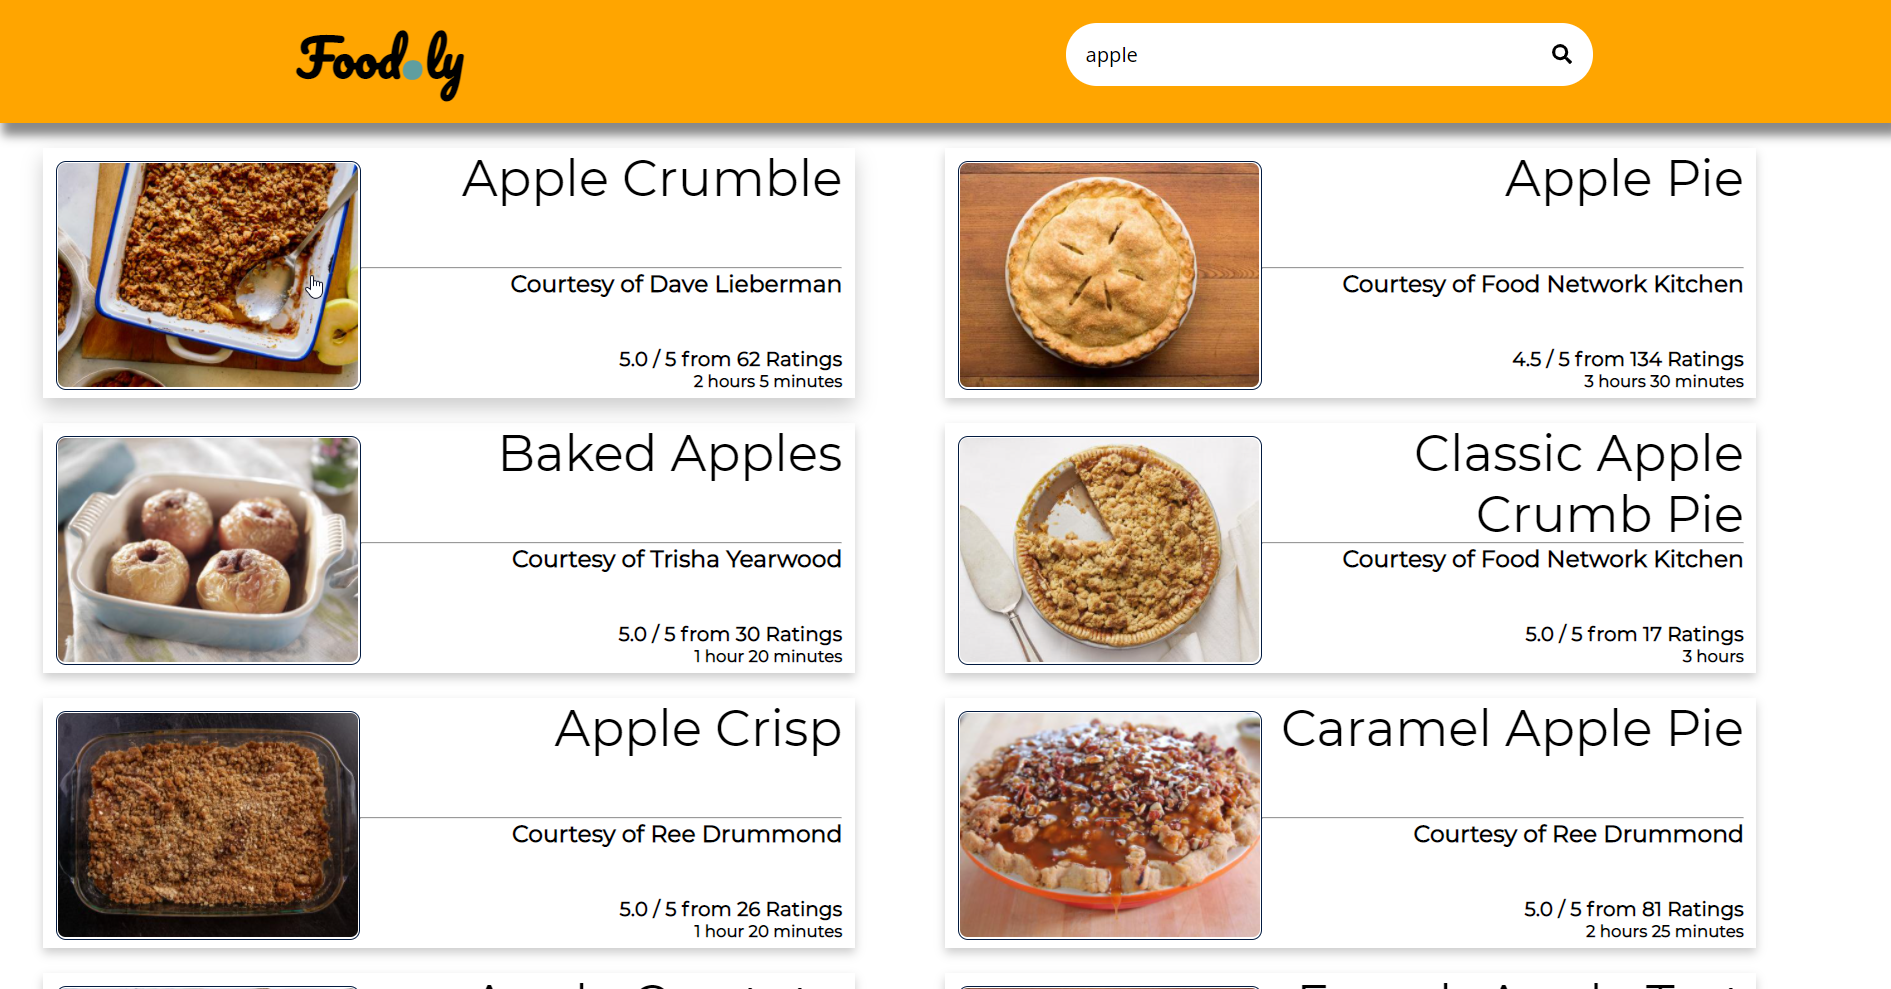 Food.ly
apple
Apple Crumble
Courtesy of Dave Lieberman
5.0 / 5 from 62 Ratings
2 hours 5 minutes
Apple Pie
Courtesy of Food Network Kitchen
4.5 / 5 from 134 Ratings
3 hours 30 minutes
Baked Apples
Courtesy of Trisha Yearwood
5.0 / 5 from 30 Ratings
1 hour 20 minutes
Classic Apple
Crumb Pie
Courtesy of Food Network Kitchen
5.0 / 5 from 17 Ratings
3 hours
Apple Crisp
Courtesy of Ree Drummond
5.0 / 5 from 26 Ratings
1 hour 20 minutes
Caramel Apple Pie
Courtesy of Ree Drummond
5.0 / 5 from 81 Ratings
2 hours 25 minutes